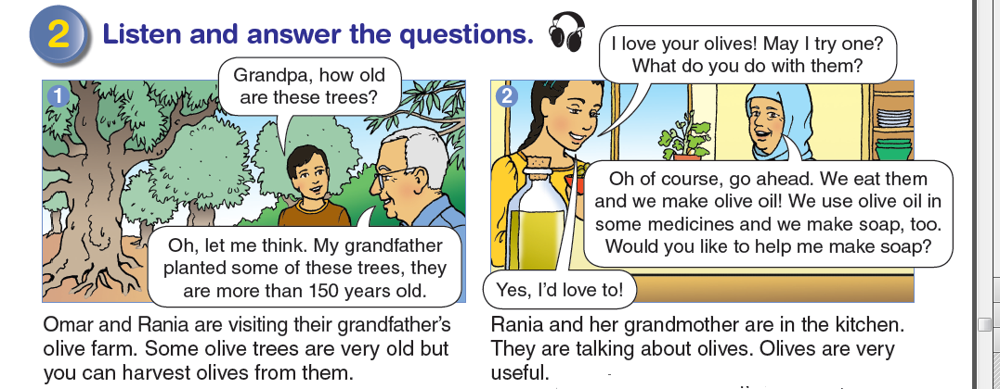 2 Listen and answer the questions.
1
Grandpa, how old
are these trees?
Oh, let me think. My grandfather
planted some of these trees, they
are more than 150 years old.
Omar and Rania are visiting their grandfather’s
olive farm. Some olive trees are very old but
you can harvest olives from them.
2
I love your olives! May I try one?
What do you do with them?
Oh of course, go ahead. We eat them
and we make olive oil! We use olive oil in
some medicines and we make soap, too.
Would you like to help me make soap?
Yes, I’d love to!
Rania and her grandmother are in the kitchen.
They are talking about olives. Olives are very
useful.